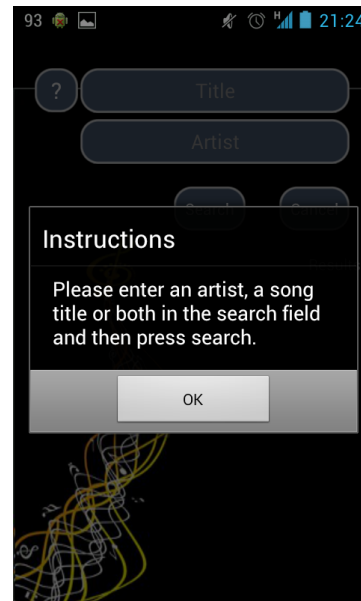 93 H 21:24
? Title
Artist
Search Cancel
Instructions
Please enter an artist, a song
title or both in the search field
and then press search.
OK